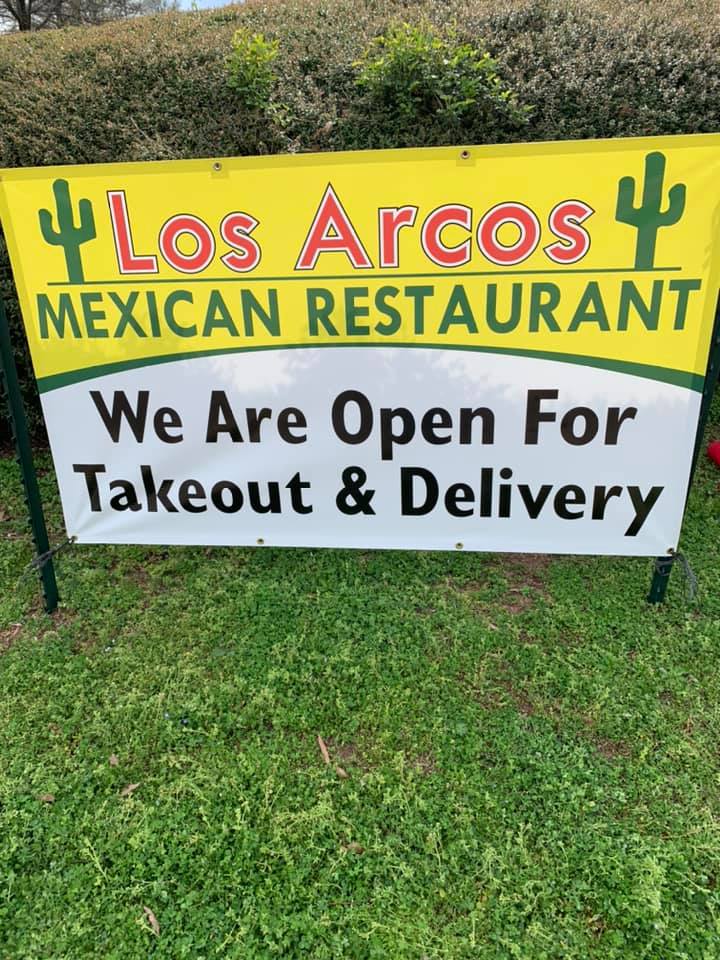 Los Arcos
MEXICAN RESTAURANT
We Are Open For
Takeout & Delivery